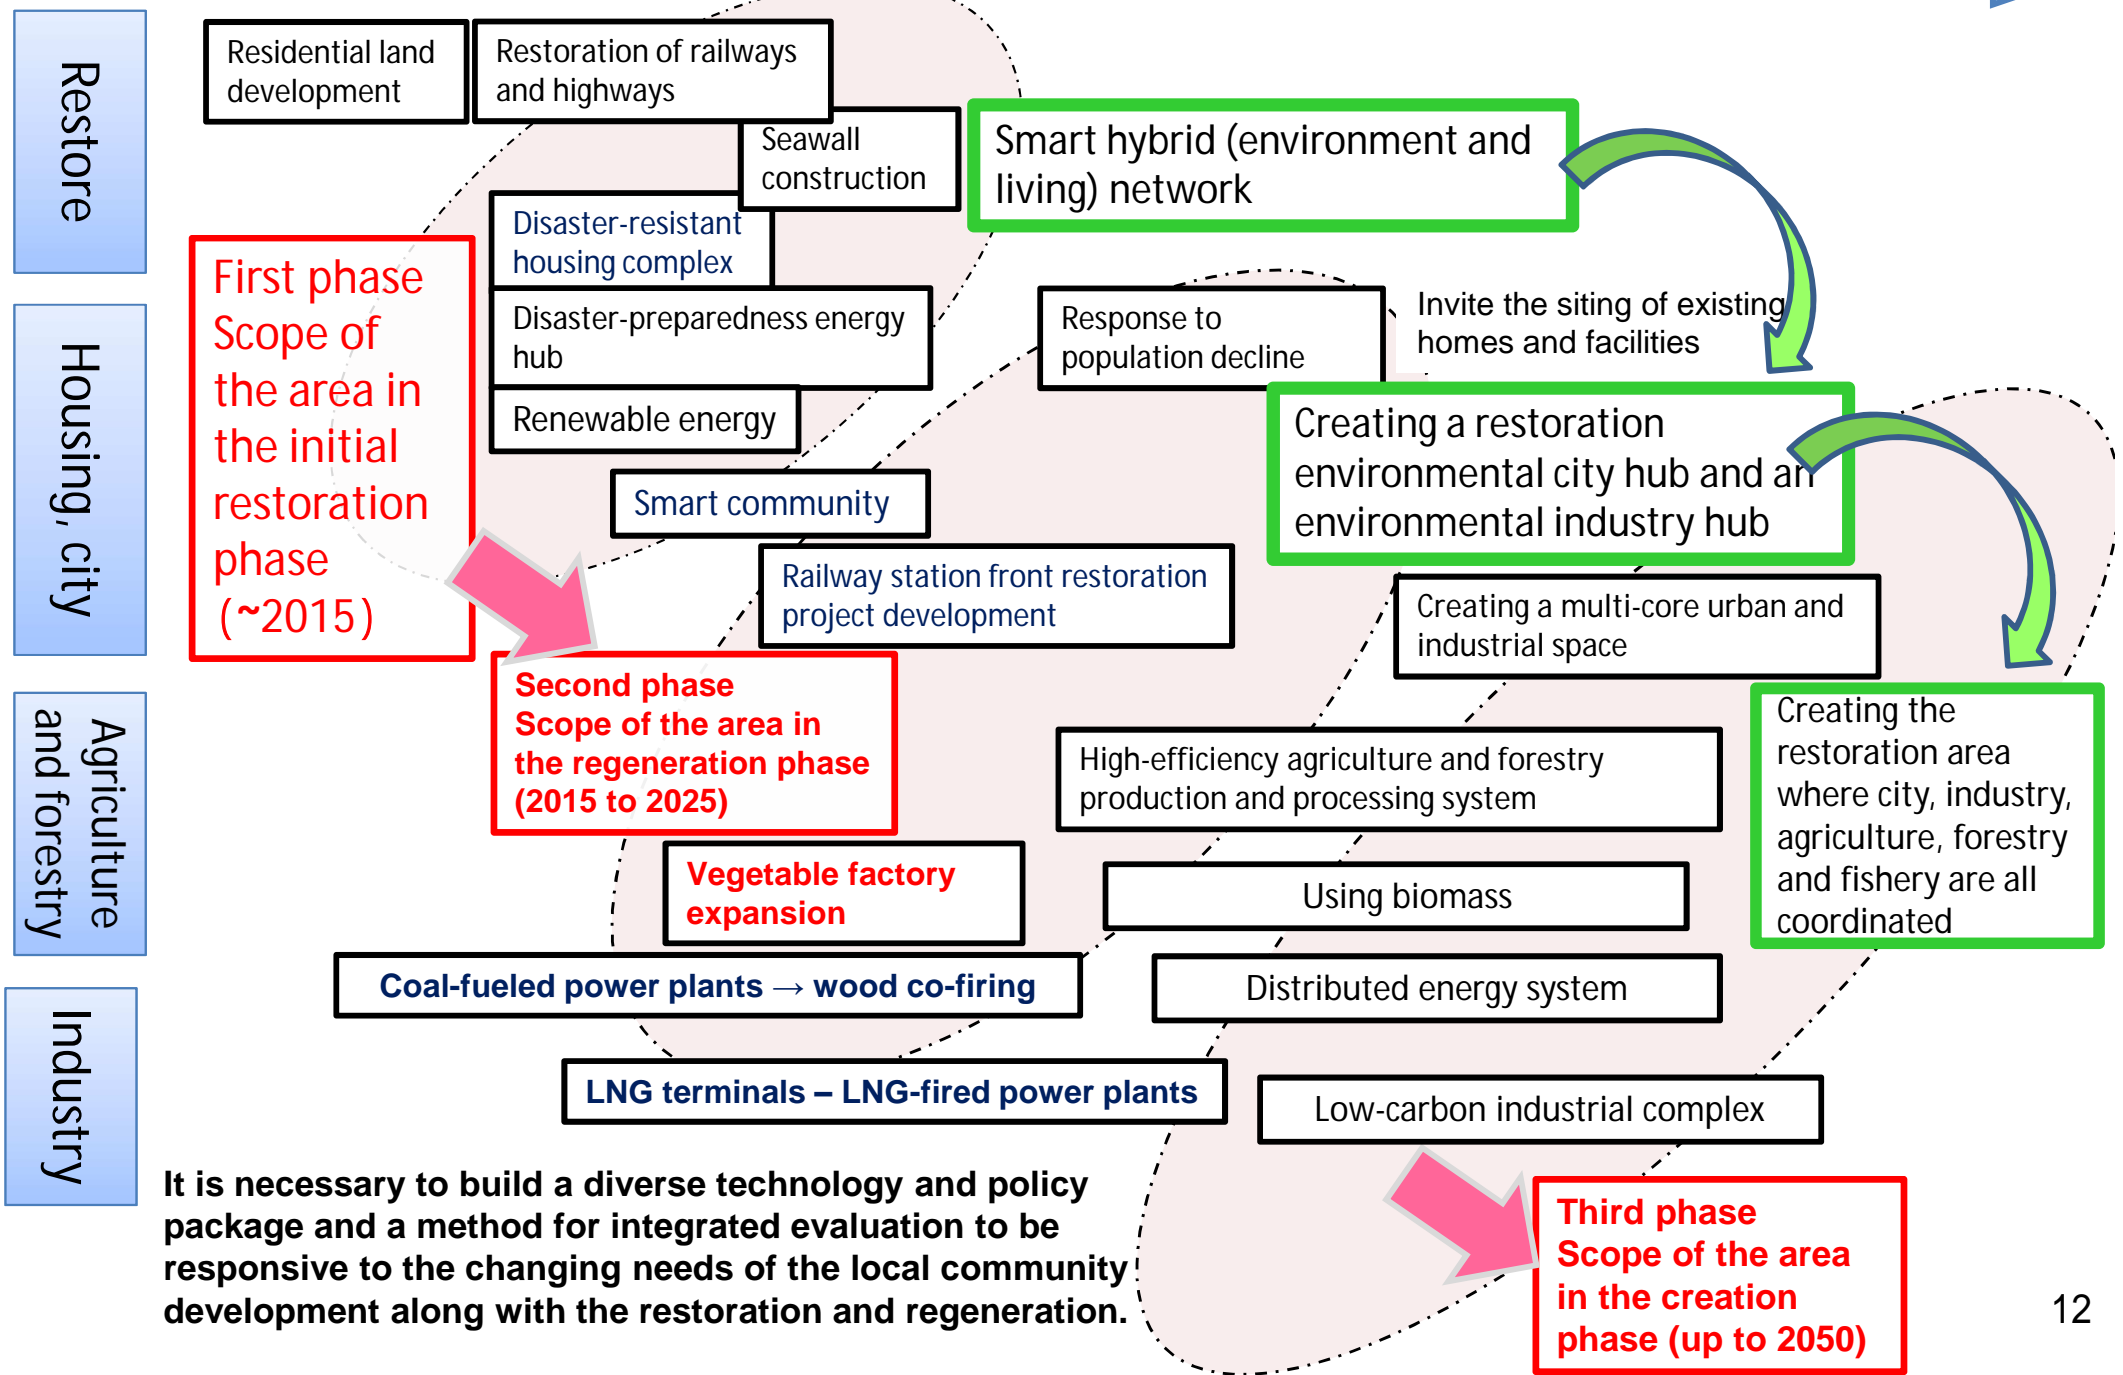 Restore
Residential land
development
Restoration of railways
and highways
Seawall
construction
Smart hybrid (environment and
living) network
Disaster-resistant
housing complex
First phase
Scope of
the area in
the initial
restoration
phase
(~2015)
Housing, city
Disaster-preparedness energy
hub
Response to
population decline
Invite the siting of existing
homes and facilities
Renewable energy
Creating a restoration
environmental city hub and an
environmental industry hub
Smart community
Railway station front restoration
project development
Creating a multi-core urban and
industrial space
Second phase
Scope of the area in
the regeneration phase
(2015 to 2025)
Agriculture
and forestry
High-efficiency agriculture and forestry
production and processing system
Creating the
restoration area
where city, industry,
agriculture, forestry
and fishery are all
coordinated
Vegetable factory
expansion
Using biomass
Coal-fueled power plants → wood co-firing
Distributed energy system
Industry
LNG terminals – LNG-fired power plants
Low-carbon industrial complex
It is necessary to build a diverse technology and policy
package and a method for integrated evaluation to be
responsive to the changing needs of the local community
development along with the restoration and regeneration.
Third phase
Scope of the area
in the creation
phase (up to 2050)
12